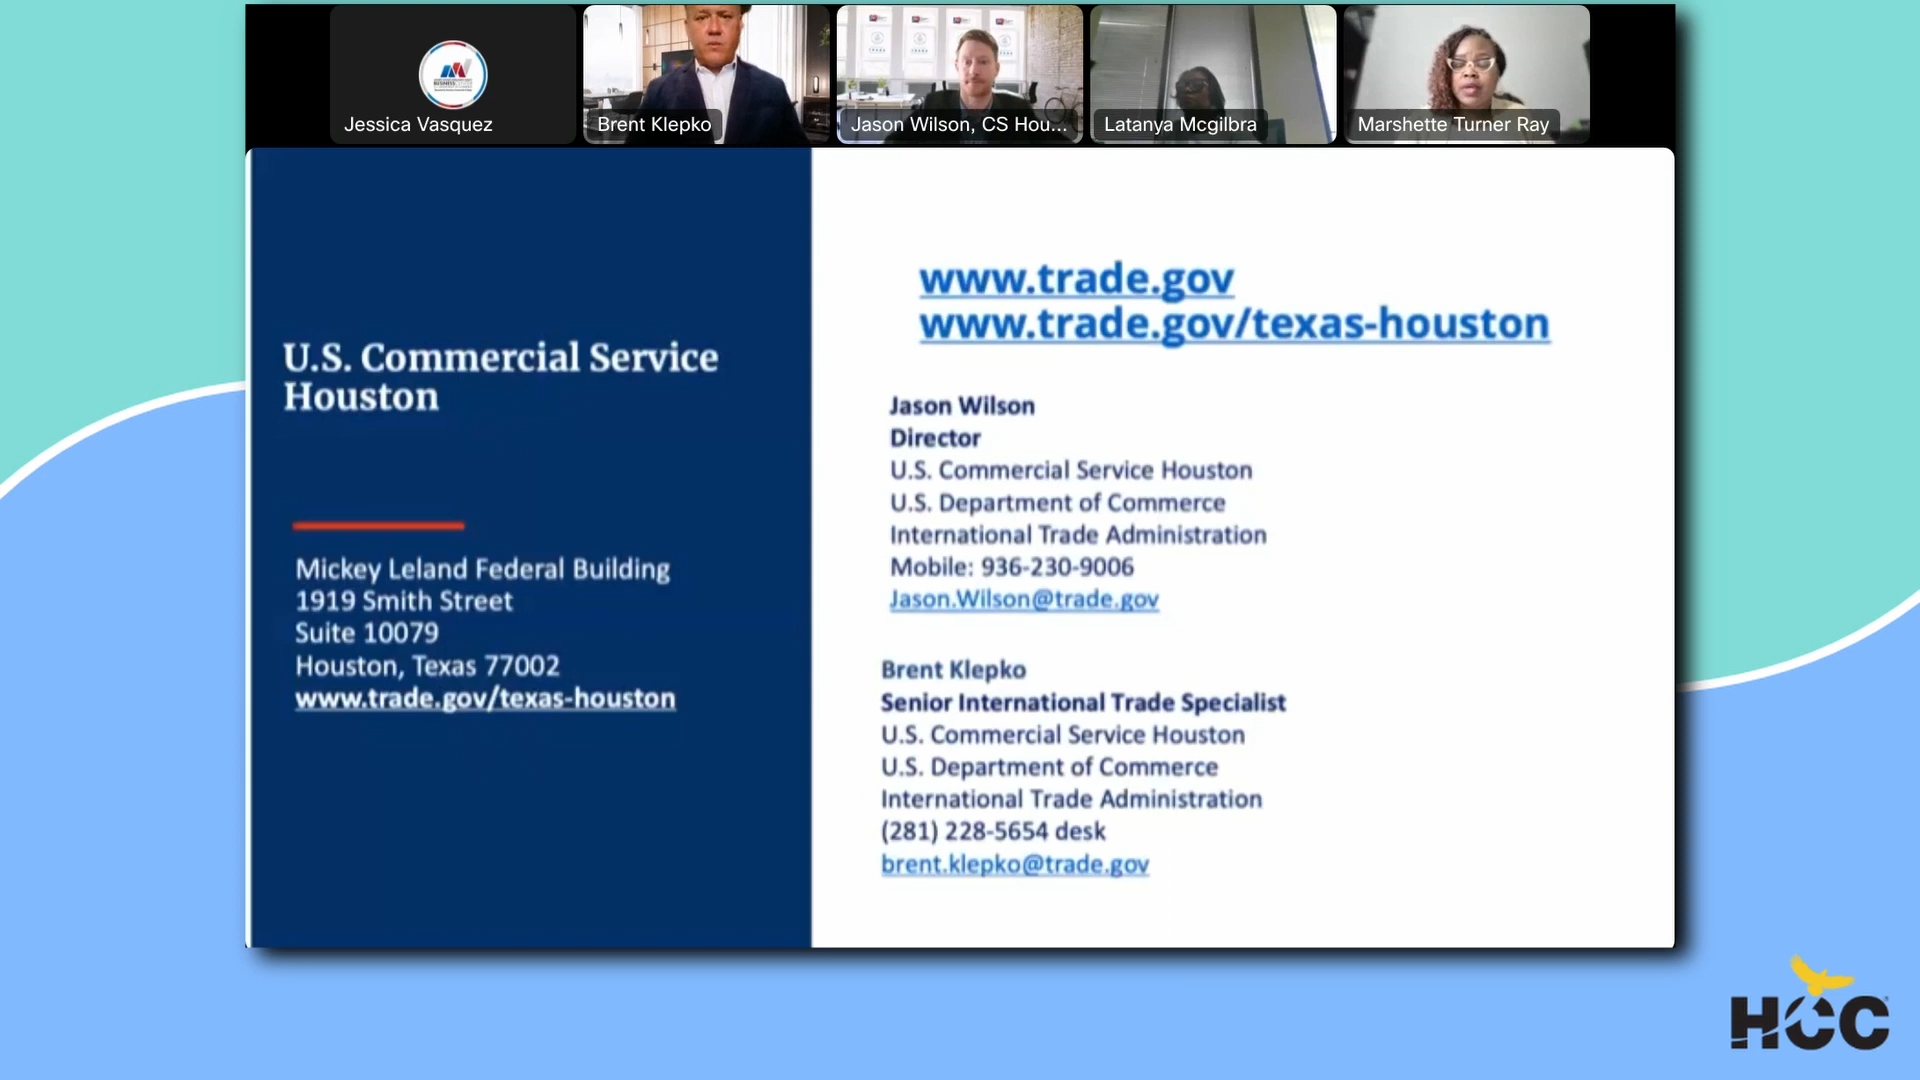 Jessica Vasquez
Brent Klepko
Jason Wilson, CS Hou...
Latanya Mcgilbra
Marshette Turner Ray
U.S. Commercial Service
Houston
Mickey Leland Federal Building
1919 Smith Street
Suite 10079
Houston, Texas 77002
www.trade.gov/texas-houston
www.trade.gov
www.trade.gov/texas-houston
Jason Wilson
Director
U.S. Commercial Service Houston
U.S. Department of Commerce
International Trade Administration
Mobile: 936-230-9006
Jason.Wilson@trade.gov
Brent Klepko
Senior International Trade Specialist
U.S. Commercial Service Houston
U.S. Department of Commerce
International Trade Administration
(281) 228-5654 desk
brent.klepko@trade.gov
HCC